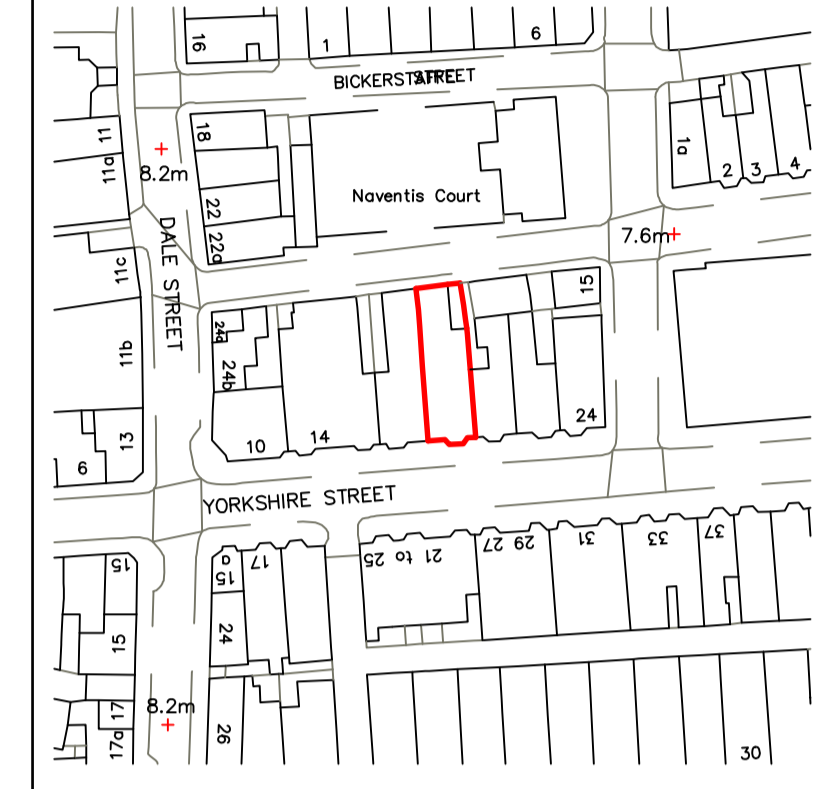 16
1
6
BICKERSTAFFE STREET
11
18
1a
11a
8.2m
2
3
4
Naventis Court
22
22a
7.6m
DALE STREET
11c
15
24a
11b
24b
13
10
14
24
6
YORKSHIRE STREET
15
15a
17
21 to 25
27
29
31
33
37
15
24
8.2m
17
17a
26
30